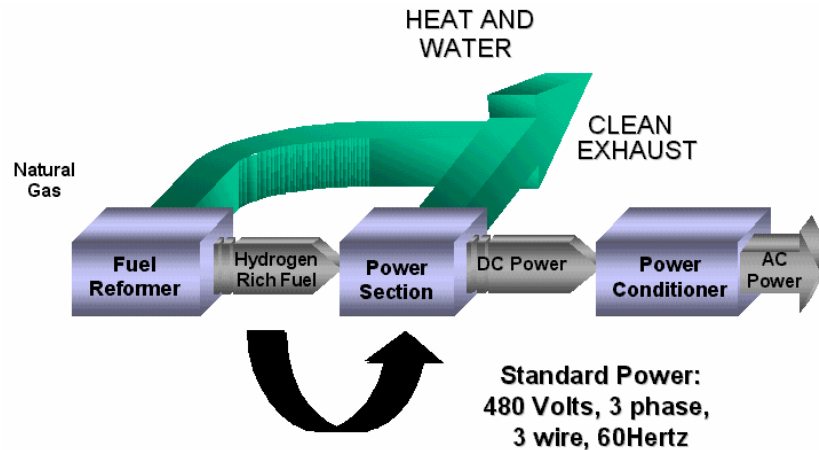 HEAT AND
WATER
CLEAN
EXHAUST
Natural
Gas
Fuel
Reformer
Hydrogen
Rich Fuel
Power
Section
DC Power
Power
Conditioner
AC
Power
Standard Power:
480 Volts, 3 phase,
3 wire, 60Hertz